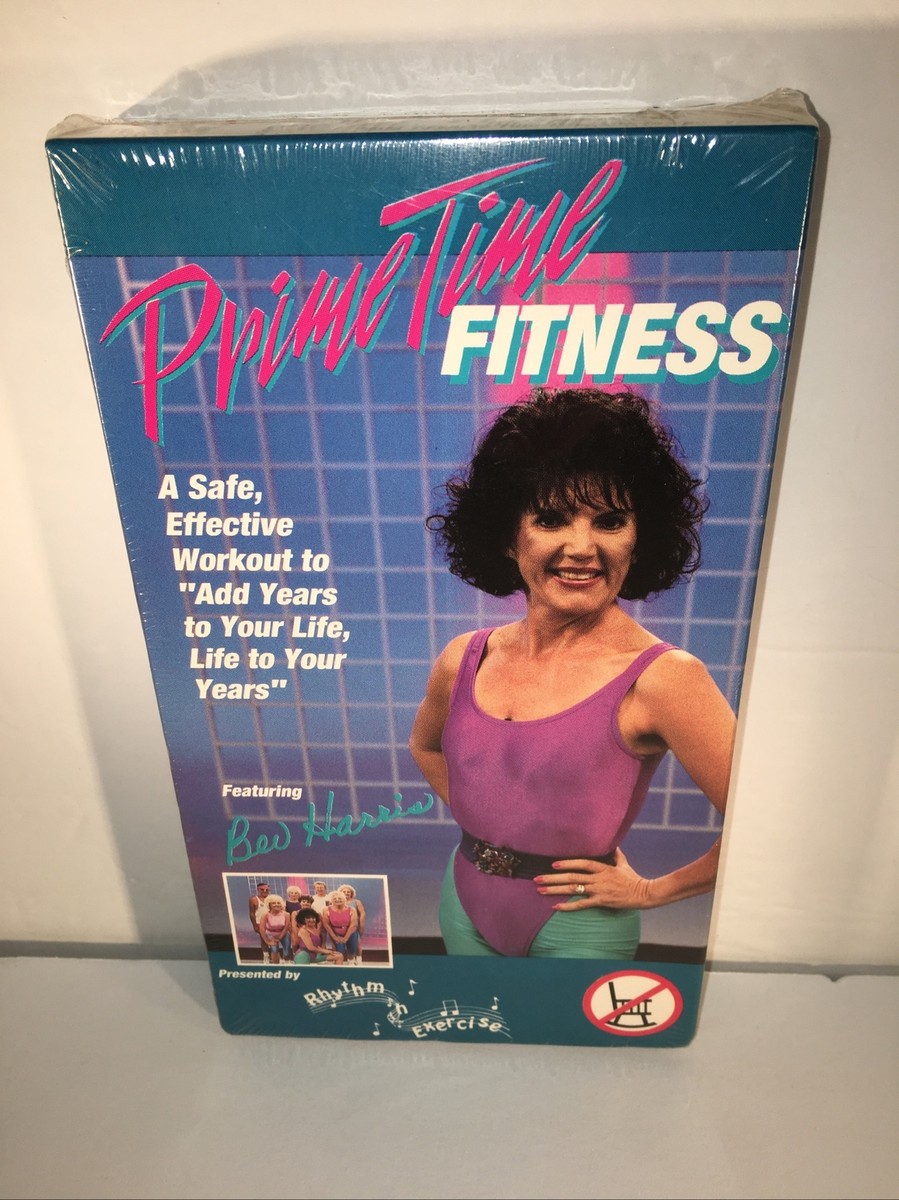 Prime Time
FITNESS
A Safe,
Effective
Workout to
"Add Years
to Your Life,
Life to Your
Years"
Featuring
Bev Harris
Presented by
Rhythm
'n
Exercise